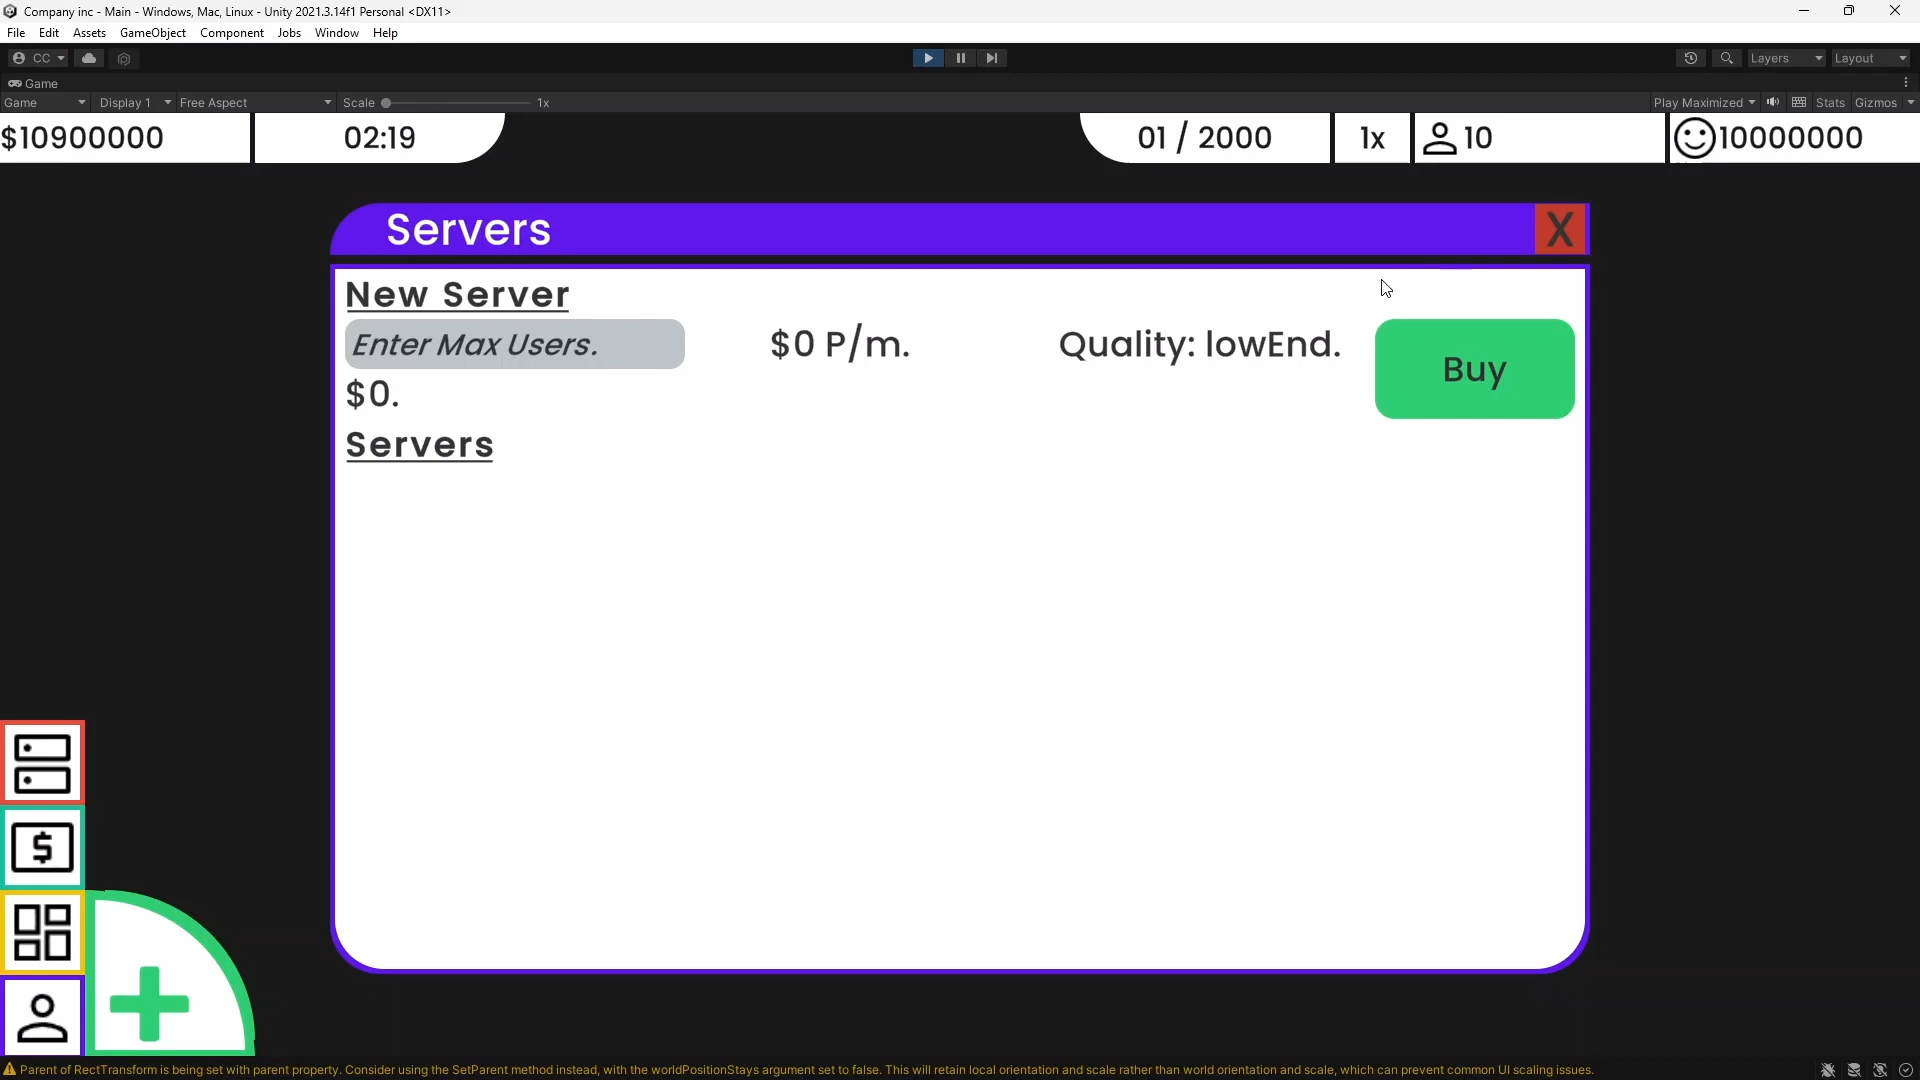 Company inc - Main - Windows, Mac, Linux - Unity 2021.3.14f1 Personal <DX11>
File Edit Assets GameObject Component Jobs Window Help
CC Layers Layout
Game
Game Display 1 Free Aspect Scale 1x Play Maximized Stats Gizmos
$10900000 02:19 01 / 2000 1x 10 10000000
Servers X
New Server
Enter Max Users. $0 P/m. Quality: lowEnd.
Buy
$0.
Servers
Parent of RectTransform is being set with parent property. Consider using the SetParent method instead, with the worldPositionStays argument set to false. This will retain local orientation and scale rather than world orientation and scale, which can prevent common UI scaling issues.